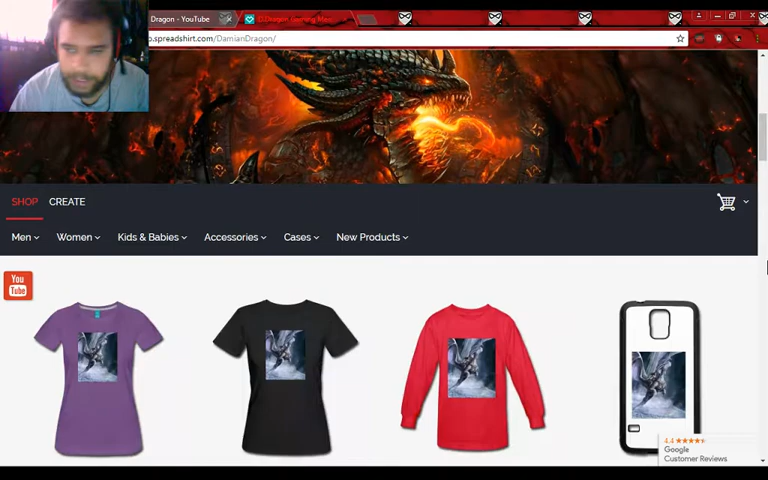 Dragon - YouTube
D.Dragon Gaming Men
o.spreadshirt.com/DamianDragon/
SHOP CREATE
Men Women Kids & Babies Accessories Cases New Products
You
Tube
4.4
Google
Customer Reviews